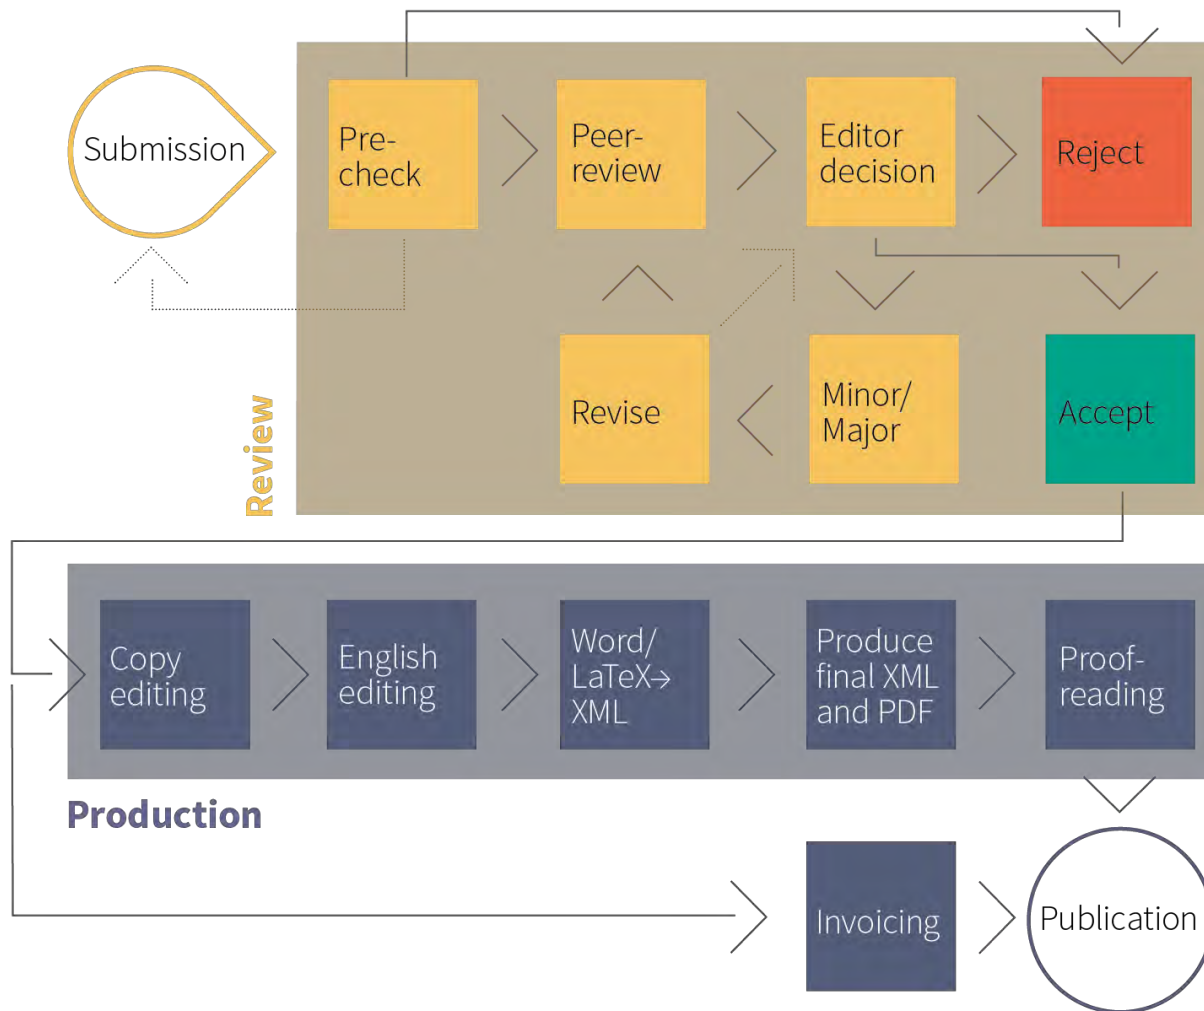 Submission
Pre-
check
Peer-
review
Editor
decision
Reject
Revise
Minor/
Major
Accept
Review
Copy
editing
English
editing
Word/
LaTeX→
XML
Produce
final XML
and PDF
Proof-
reading
Production
Invoicing
Publication